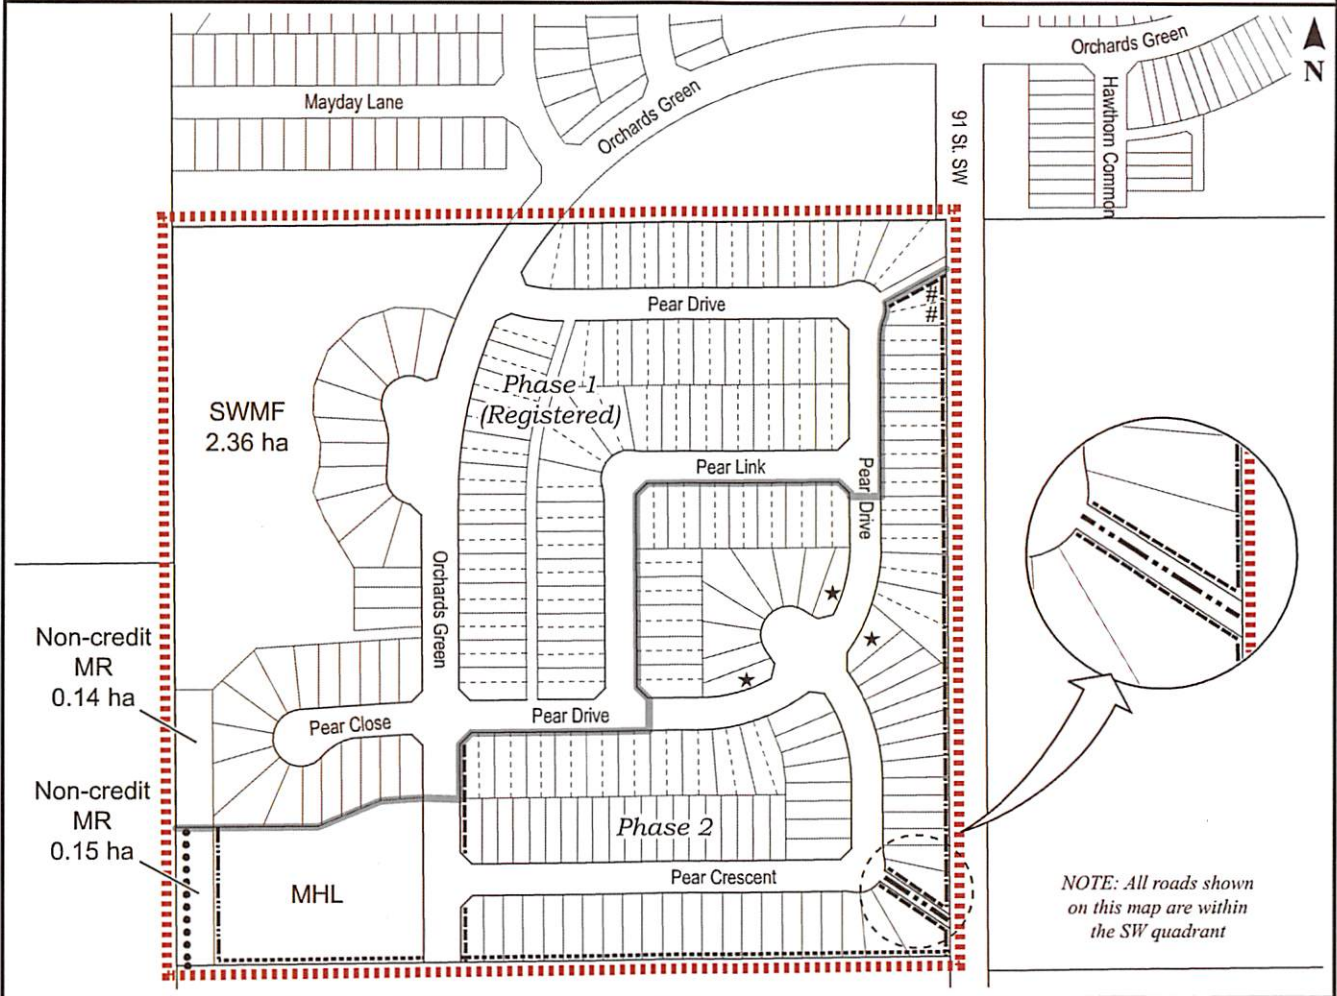 Orchards Green
N
Mayday Lane
Orchards Green
Hawthorn Common
91 St. SW
Pear Drive
Phase 1
(Registered)
SWMF
2.36 ha
#
#
Pear Link
Pear Drive
Orchards Green
Non-credit
MR
0.14 ha
★
★
★
Pear Drive
Pear Close
Non-credit
MR
0.15 ha
Phase 2
Pear Crescent
MHL
NOTE: All roads shown
on this map are within
the SW quadrant